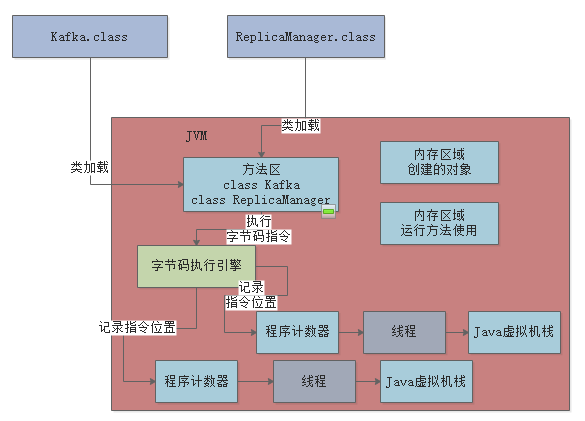 Kafka.class
ReplicaManager.class
JVM
类加载
类加载
方法区
class Kafka
class ReplicaManager
内存区域
创建的对象
内存区域
运行方法使用
执行
字节码指令
字节码执行引擎
记录
指令位置
记录指令位置
程序计数器
线程
Java虚拟机栈
程序计数器
线程
Java虚拟机栈